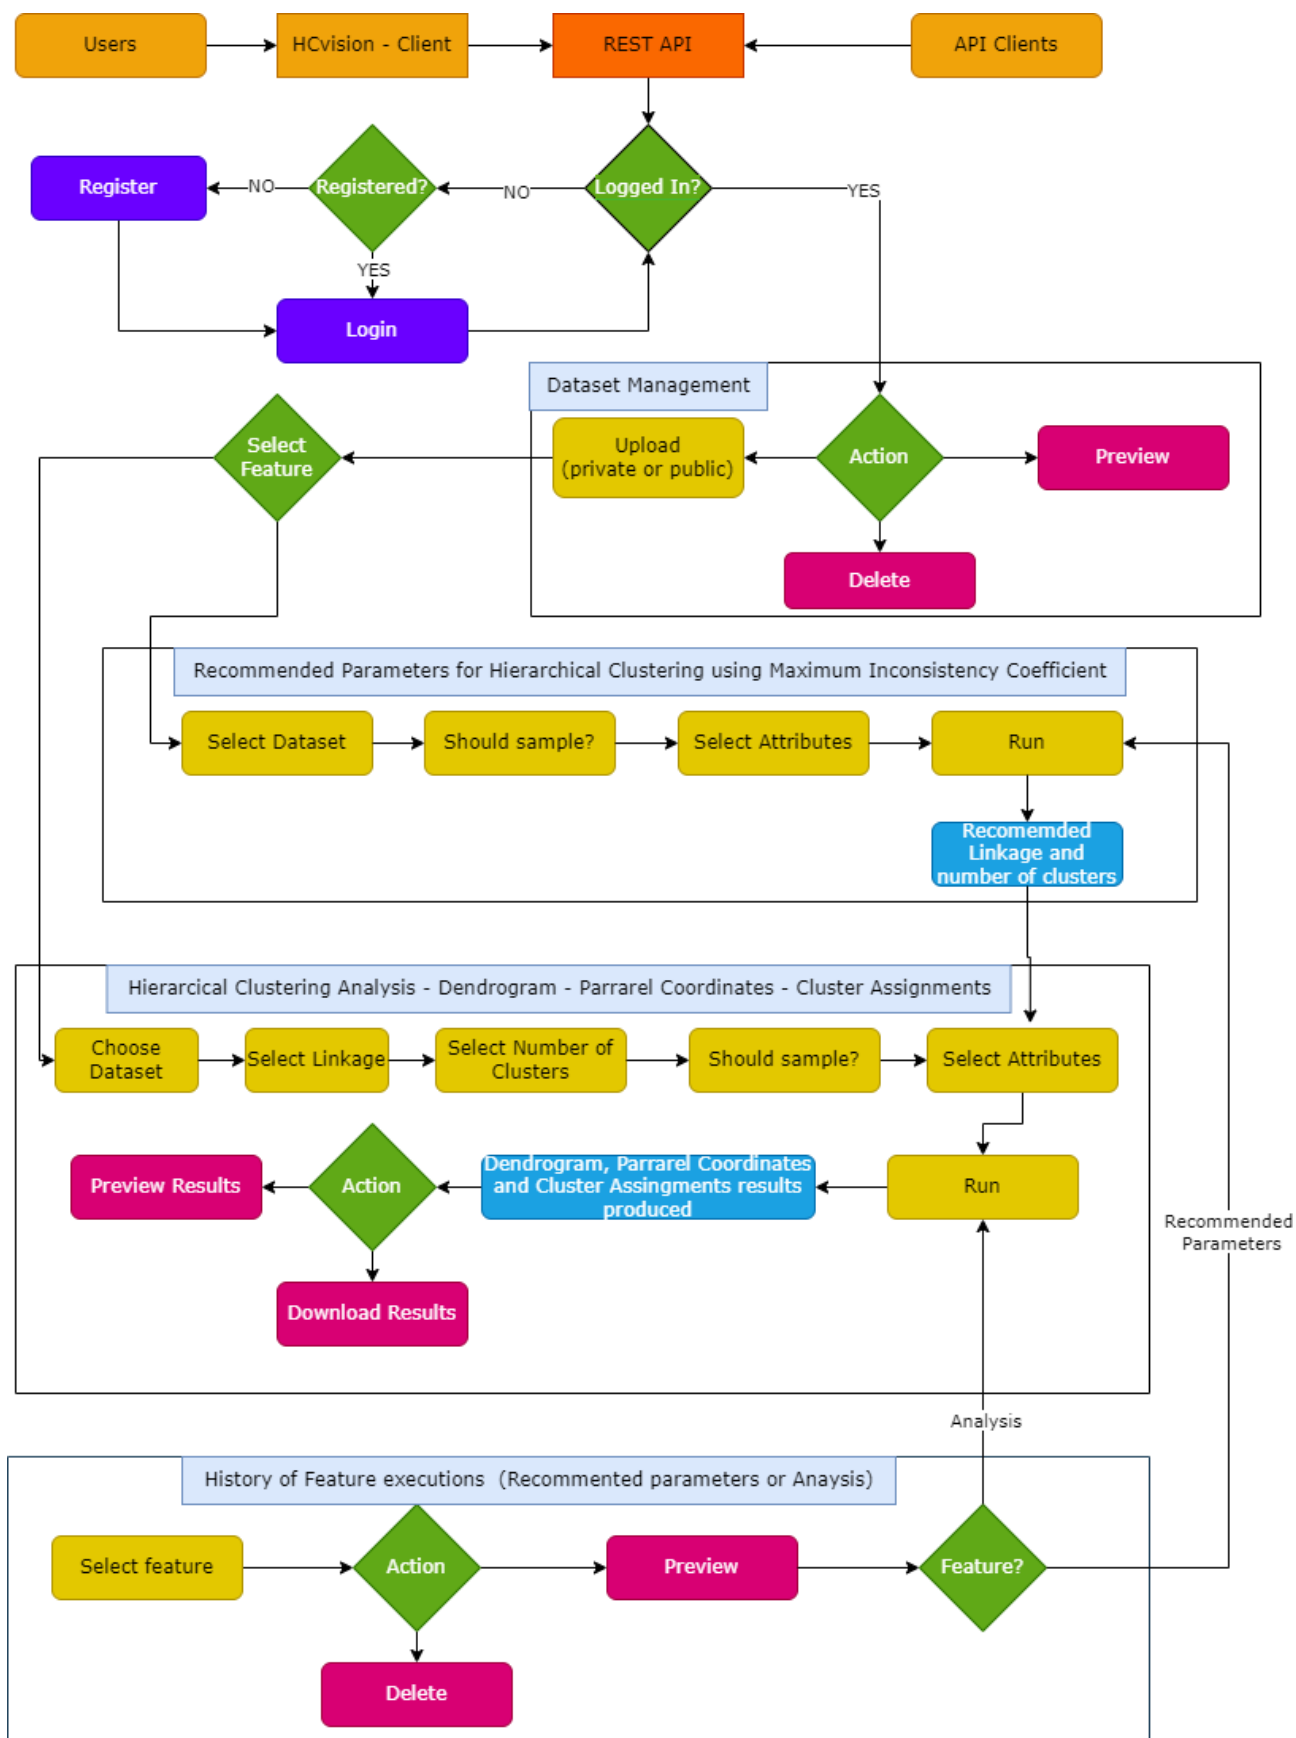 Users
HCvision - Client
REST API
API Clients
Register
NO
Registered?
NO
Logged In?
YES
YES
Login
Dataset Management
Select
Feature
Upload
(private or public)
Action
Preview
Delete
Recommended Parameters for Hierarchical Clustering using Maximum Inconsistency Coefficient
Select Dataset
Should sample?
Select Attributes
Run
Recomemded
Linkage and
number of clusters
Hierarcical Clustering Analysis - Dendrogram - Parrarel Coordinates - Cluster Assignments
Choose
Dataset
Select Linkage
Select Number of
Clusters
Should sample?
Select Attributes
Preview Results
Action
Dendrogram, Parrarel Coordinates
and Cluster Assingments results
produced
Run
Recommended
Parameters
Download Results
Analysis
History of Feature executions  (Recommented parameters or Anaysis)
Select feature
Action
Preview
Feature?
Delete